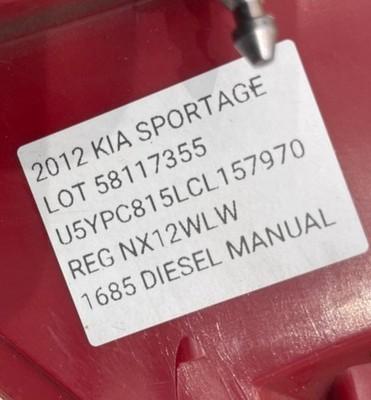 2012 KIA SPORTAGE
LOT 58117355
U5YPC815LCL157970
REG NX12WLW
1685 DIESEL MANUAL